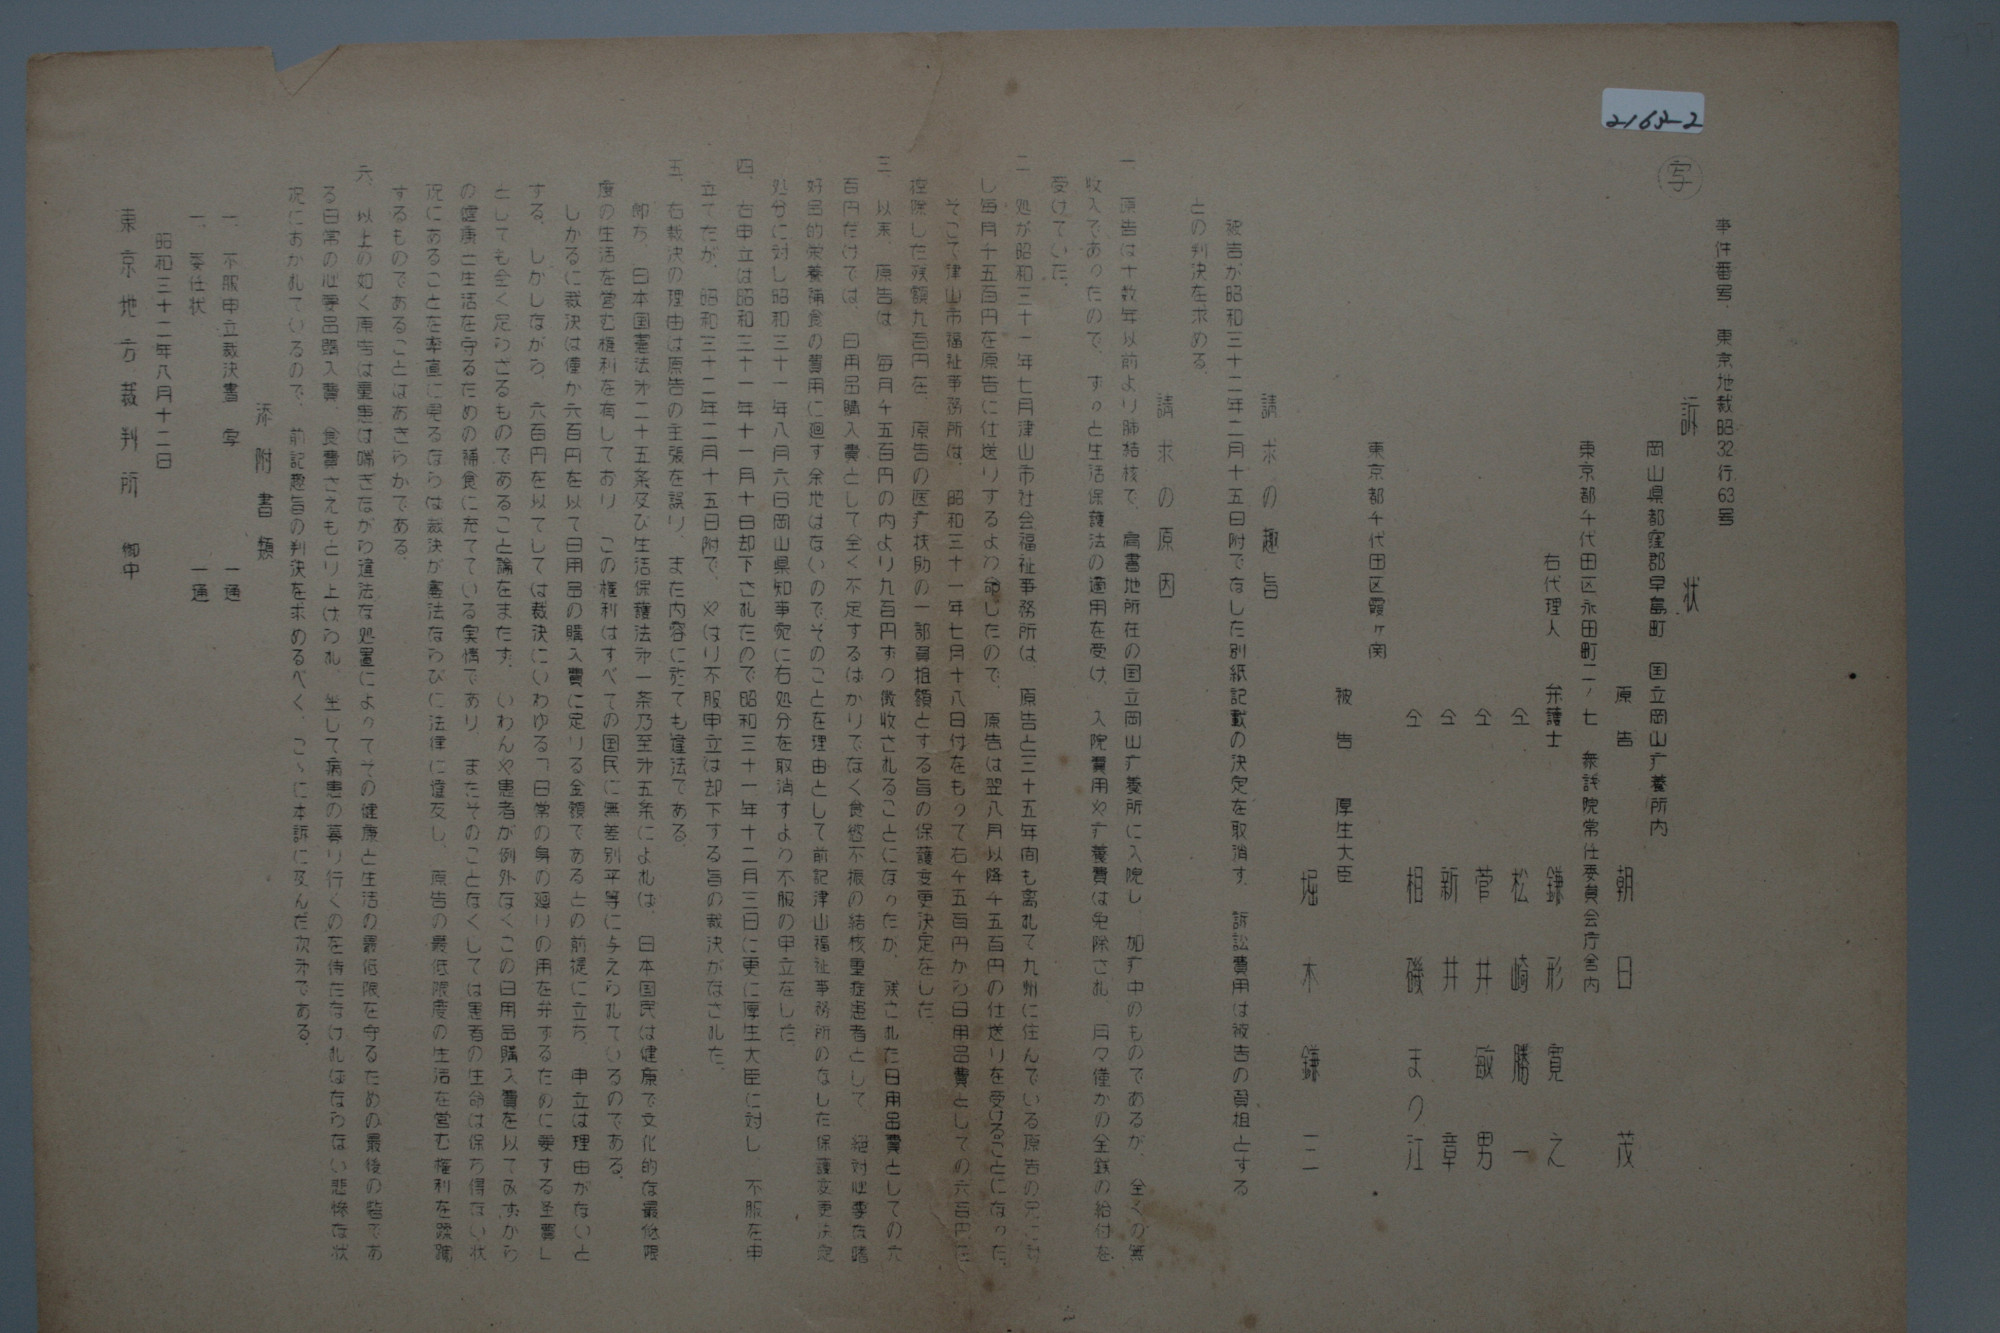 2163-2
写
事件番号、東京地裁昭32行63号
訴状
岡山県都窪郡早島町 国立岡山疗養所内
原告 朝日茂
東京都千代田区永田町二ノ七 衆議院常任委員会庁舎内
右代理人 弁護士 鎌形寛之
仝 松崎勝一
仝 菅井敏男
仝 新井章
仝 相磯まつ江
東京都千代田区霞ヶ関
被告 厚生大臣
堀木鎌三
請求の趣旨
被告が昭和三十二年二月十五日附でなした別紙記載の決定を取消す、訴訟費用は被告の負担とする
との判決を求める、
請求の原因
一、原告は十数年以前より肺結核で、肩書地所在の国立岡山疗養所に入院し、加疗中のものであるが、全くの無
収入であったので、ずっと生活保護法の適用を受け、入院費用や疗養費は免除され、月々僅かの金銭の給付を
受けていた、
二、処が昭和三十一年七月津山市社会福祉事務所は、原告と三十五年間も離れて九州に住んでいる原告の兄に対
し毎月千五百円を原告に仕送りするよう命じたので、原告は翌八月以降千五百円の仕送りを受けることになった、
そこで津山市福祉事務所は、昭和三十一年七月十八日付をもって右千五百円から日用品費としての六百円を
控除した残額九百円を、原告の医疗扶助の一部負担額とする旨の保護変更決定をした
三、以来、原告は、毎月千五百円の内より九百円ずつ徴收されることになったが、残された日用品費としての六
百円だけでは、日用品購入費として全く不足するばかりでなく食慾不振の結核重症患者として、絶対必要な嗜
好品的栄養補食の費用に廻す余地はないのでそのことを理由として前記津山福祉事務所のなした保護変更決定
処分に対し昭和三十一年八月六日岡山県知事宛に右処分を取消すよう不服の申立をした
四、右申立は昭和三十一年十一月十日却下されたので昭和三十一年十二月三日に更に厚生大臣に対し、不服を申
立てたが、昭和三十二年二月十五日附で、やはり不服申立は却下する旨の裁決がなされた、
五、右裁決の理由は原告の主張を誤り、また内容に於ても違法である、
即ち、日本国憲法才二十五条及び生活保護法才一条乃至才五条によれば、日本国民は健康で文化的な最低限
度の生活を営む権利を有しており、この権利はすべての国民に無差別平等に与えられているのである、
しかるに裁決は僅か六百円を以て日用品の購入費に足りる金額であるとの前提に立ち、申立は理由がないと
する、しかしながら、六百円を以てしては裁決にいわゆる「日常の身の廻りの用を弁ずるために要する主要」
としても全く足らざるものであること論をまたず、いわんや患者が例外なくこの日用品購入費を以てみずから
の健康と生活を守るための補食に充てている実情であり、またそのことなくしては患者の生命は保ち得ない状
況にあることを率直に見るならば裁決が憲法ならびに法律に違反し、原告の最低限度の生活を営む権利を蹂躙
するものであることはあきらかである、
六、以上の如く原告は重患に喘ぎながら違法な処置によってその健康と生活の最低限を守るための最後の砦であ
る日常の必要品購入費、食費さえもとり上げられ、坐して病患の募り行くのを待たなければならない悲惨な状
況におかれているので、前記趣旨の判決を求めるべく、こゝに本訴に及んだ次才である、
添附書類
一、不服申立裁決書写 一通
一、委任状 一通
昭和三十二年八月十二日
東京地方裁判所 御中